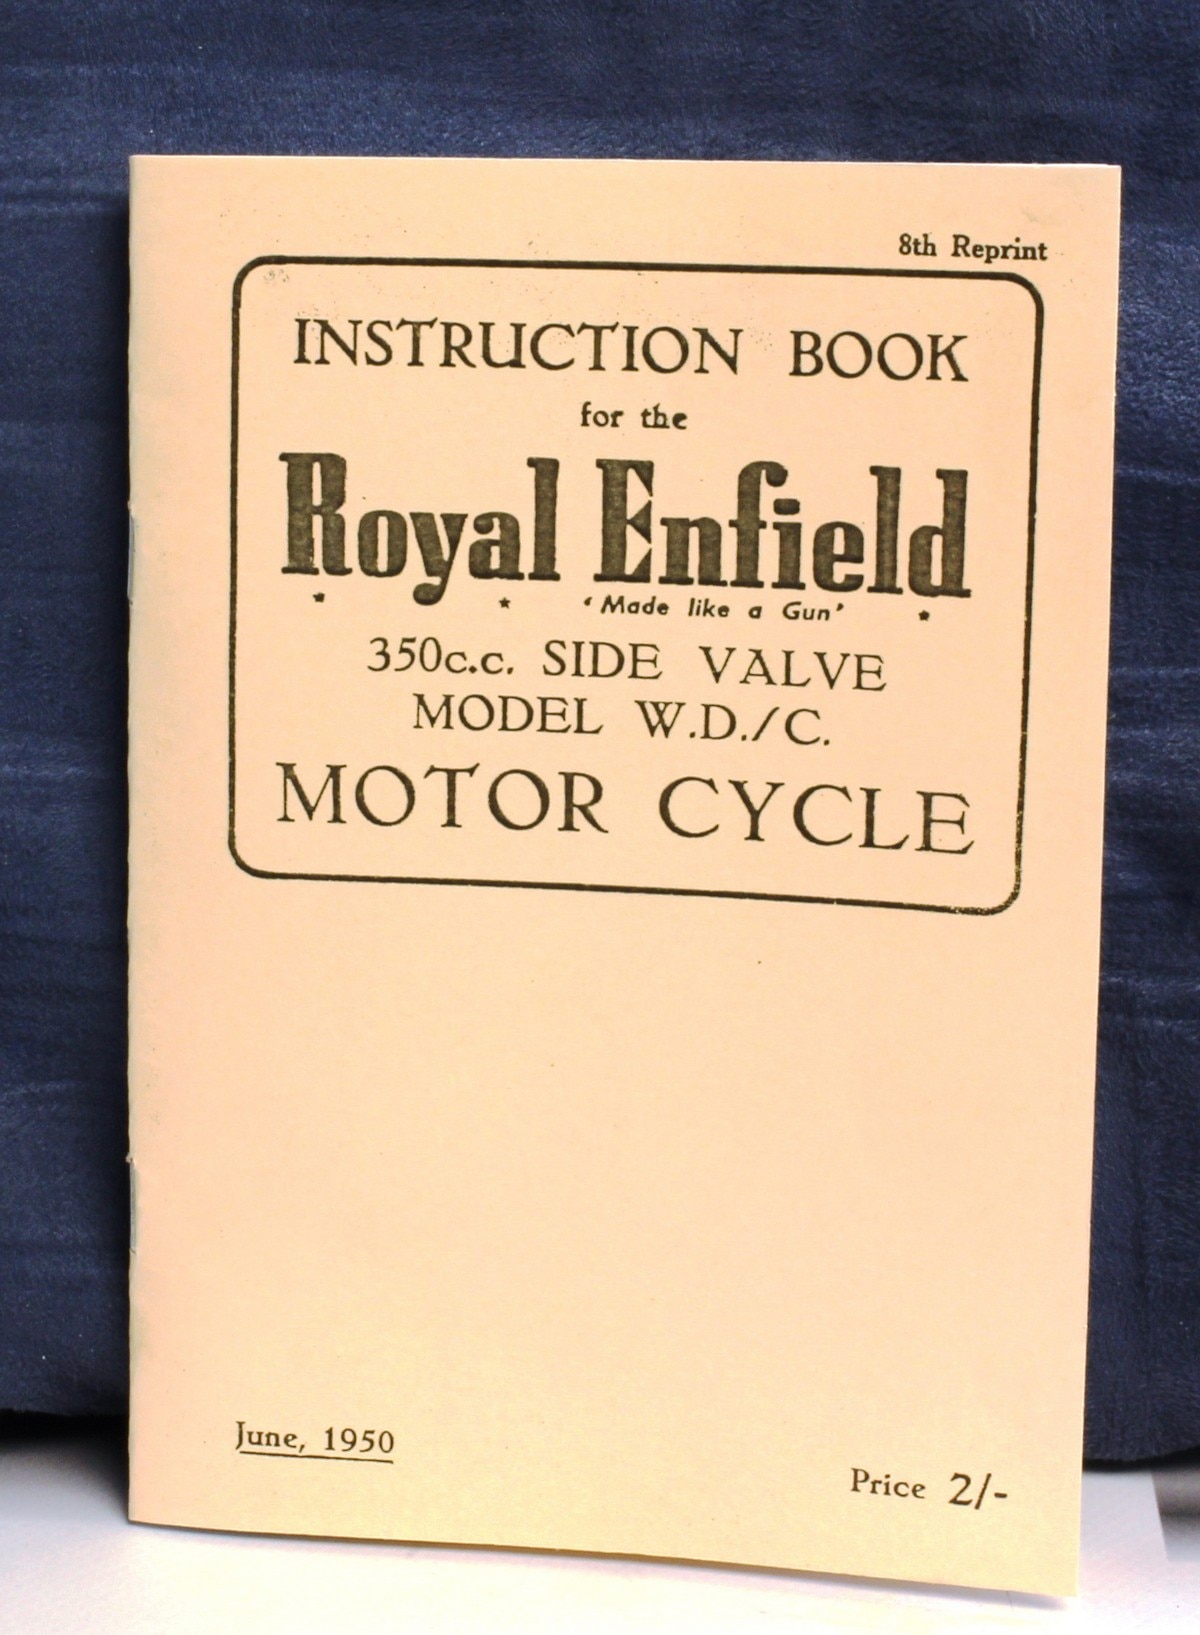 8th Reprint
INSTRUCTION BOOK
for the
Royal Enfield
‘Made like a Gun’
350c.c. SIDE VALVE
MODEL W.D./C.
MOTOR CYCLE
June, 1950
Price 2/-